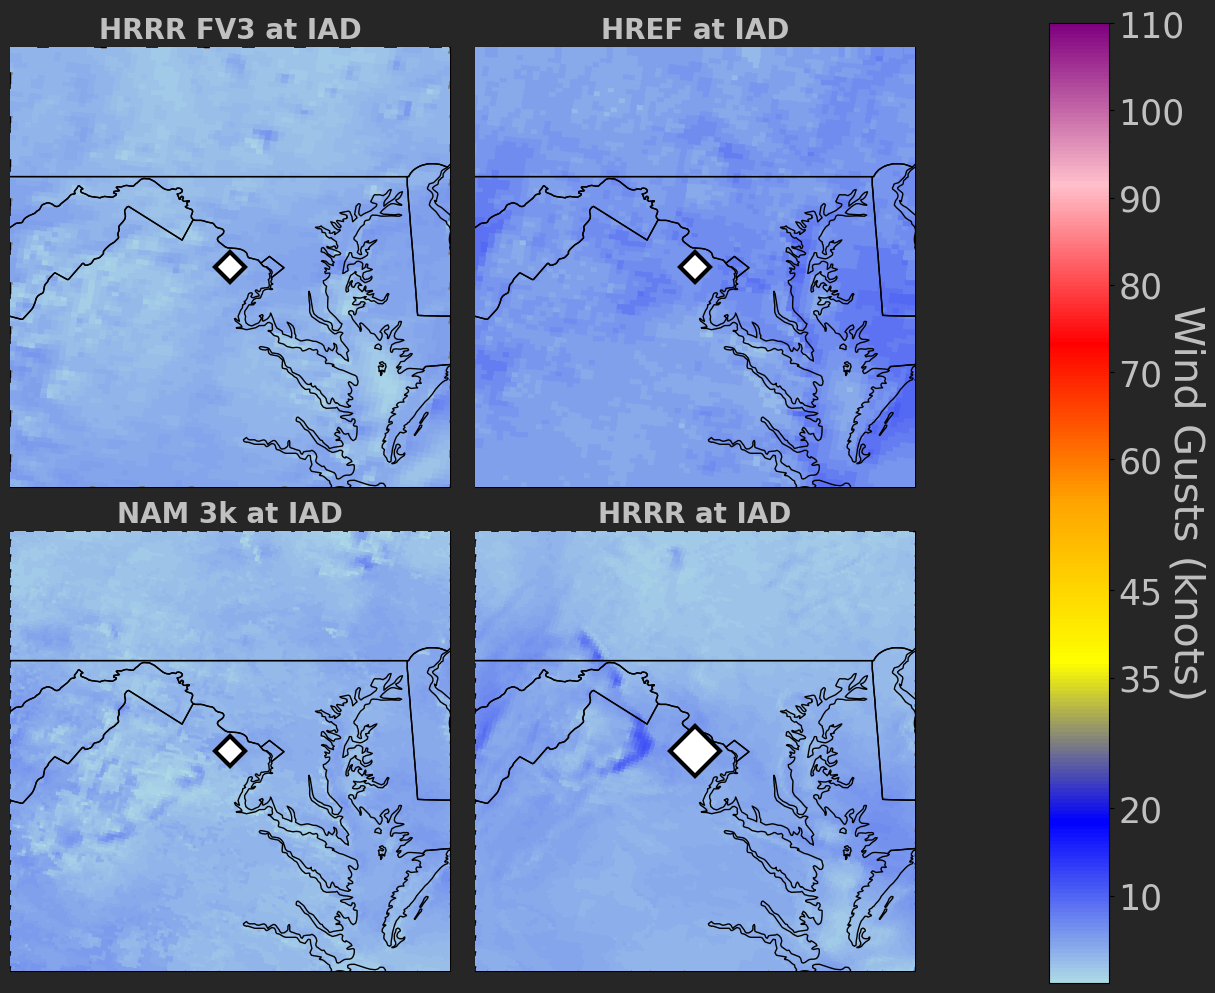 HRRR FV3 at IAD
HREF at IAD
NAM 3k at IAD
HRRR at IAD
110
100
90
80
70
60
45
35
20
10
Wind Gusts (knots)